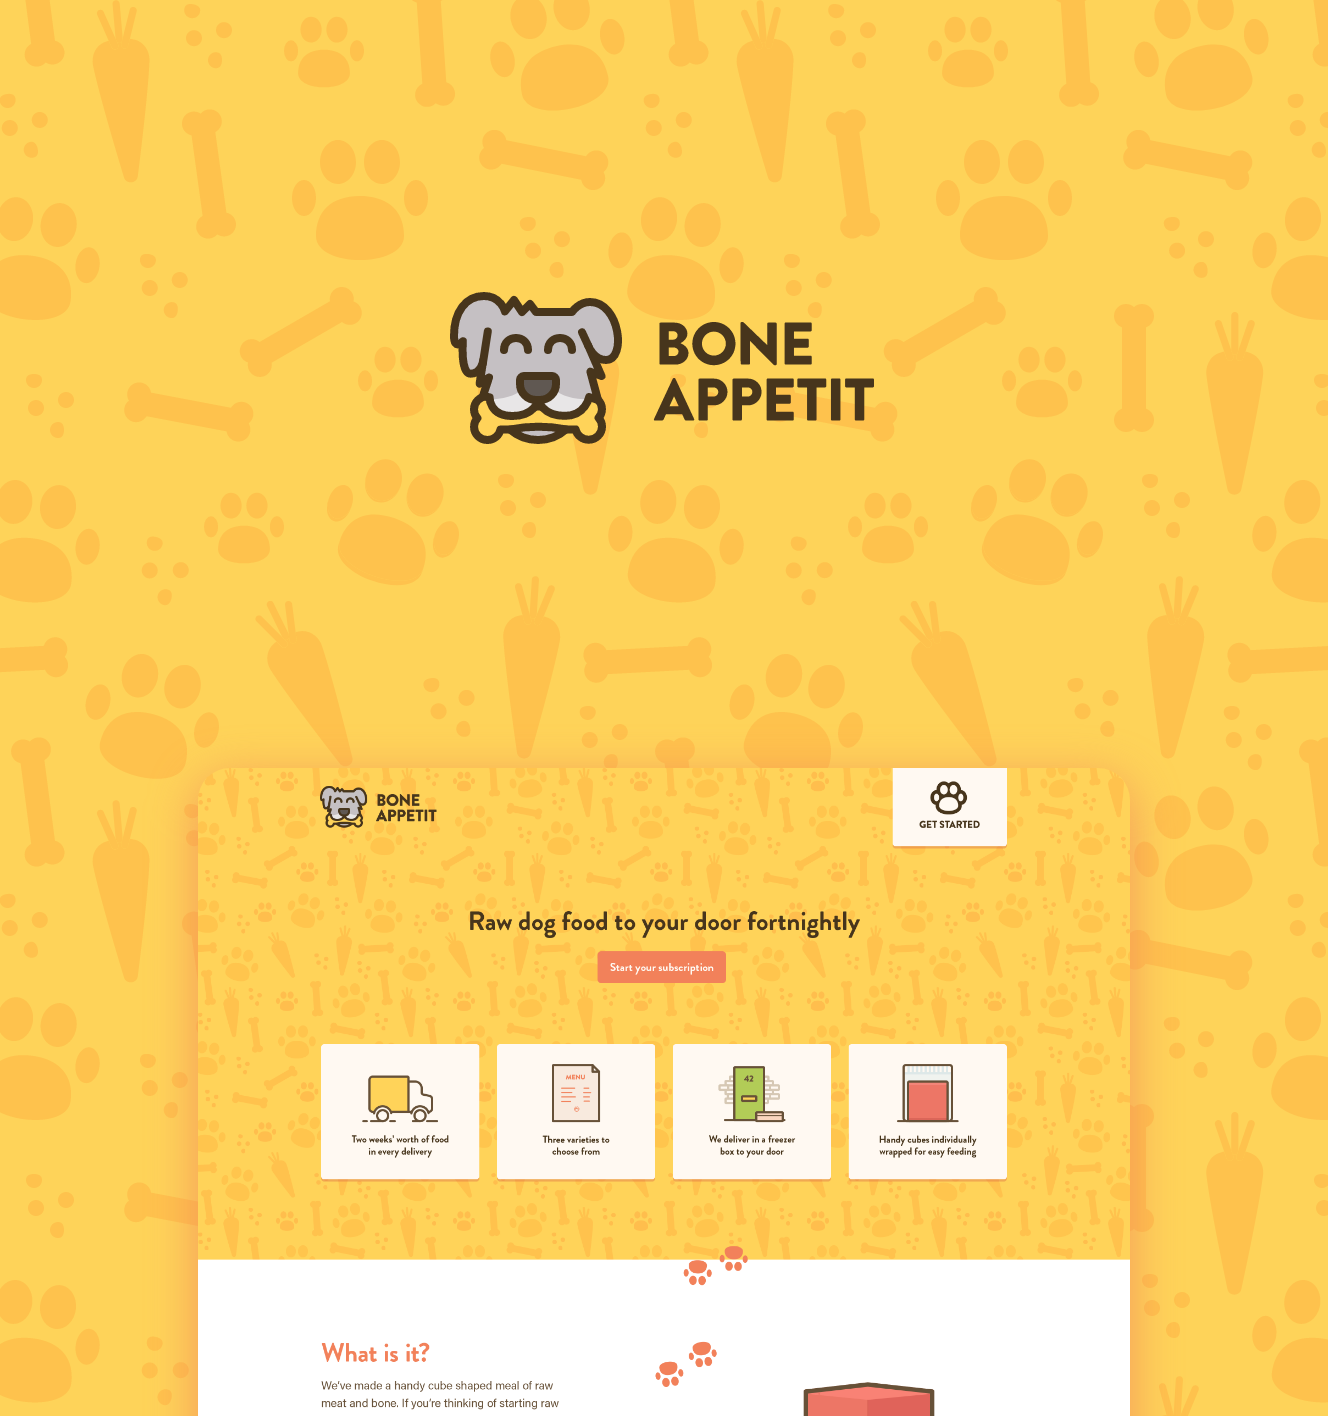 BONE
APPETIT
BONE
APPETIT
GET STARTED
Raw dog food to your door fortnightly
Start your subscription
MENU
42
Two weeks' worth of food
in every delivery
Three varieties to
choose from
We deliver in a freezer
box to your door
Handy cubes individually
wrapped for easy feeding
What is it?
We've made a handy cube shaped meal of raw
meat and bone. If you're thinking of starting raw